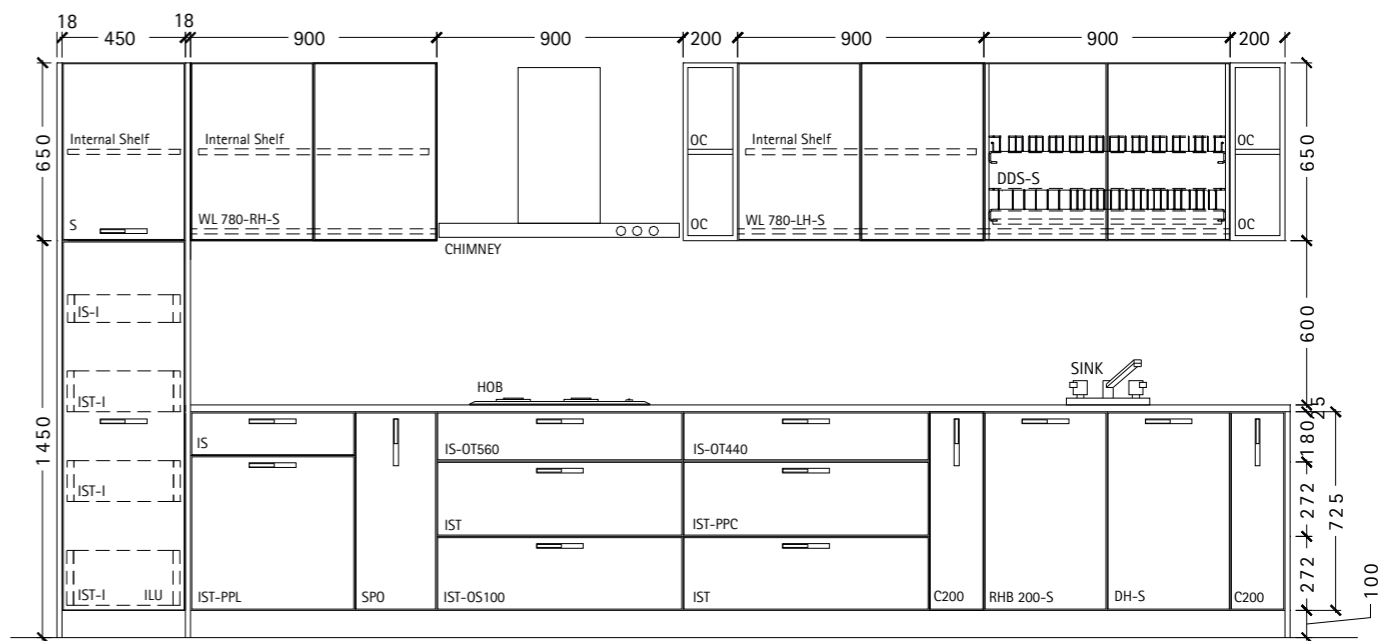 18
18
450
900
900
200
900
900
200
650
Internal Shelf
Internal Shelf
OC
Internal Shelf
DDS-S
OC
650
S
WL 780-RH-S
CHIMNEY
OC
WL 780-LH-S
OC
600
IS-I
IST-I
HOB
SINK
25
1450
IS
IS-OT560
IS-OT440
180
IST-I
IST
IST-PPC
272
725
IST-I
ILU
IST-PPL
SPO
IST-OS100
IST
C200
RHB 200-S
DH-S
C200
272
100